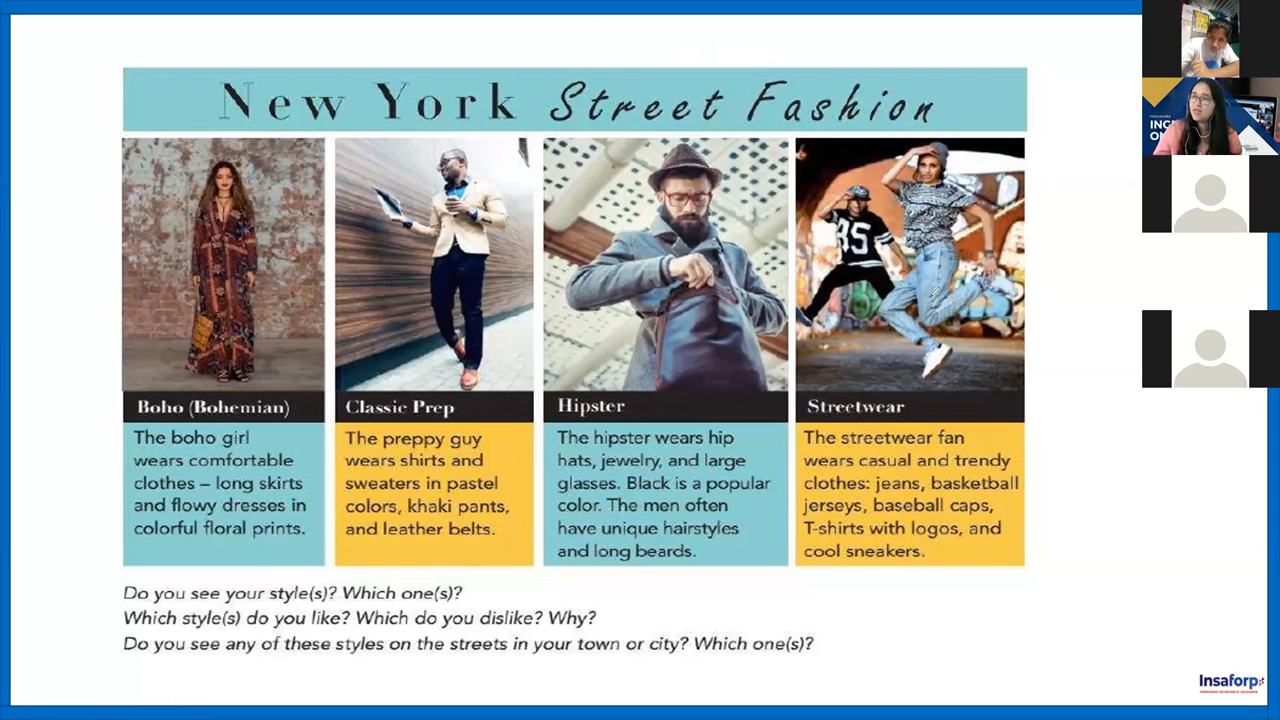 New York Street Fashion
Boho (Bohemian)
The boho girl
wears comfortable
clothes – long skirts
and flowy dresses in
colorful floral prints.
Classic Prep
The preppy guy
wears shirts and
sweaters in pastel
colors, khaki pants,
and leather belts.
Hipster
The hipster wears hip
hats, jewelry, and large
glasses. Black is a popular
color. The men often
have unique hairstyles
and long beards.
Streetwear
The streetwear fan
wears casual and trendy
clothes: jeans, basketball
jerseys, baseball caps,
T-shirts with logos, and
cool sneakers.
85
Do you see your style(s)? Which one(s)?
Which style(s) do you like? Which do you dislike? Why?
Do you see any of these styles on the streets in your town or city? Which one(s)?
Insaforp